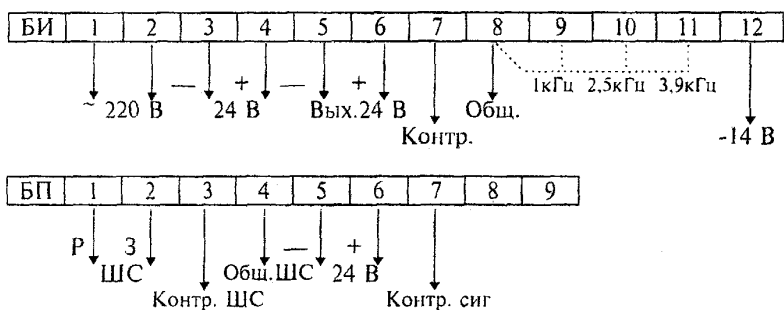 БИ 1 2 3 4 5 6 7 8 9 10 11 12
— + — +
1кГц 2,5кГц 3,9кГц
~ 220 В 24 В Вых.24 В Общ.
-14 В
Контр.
БП 1 2 3 4 5 6 7 8 9
Р З — +
ШС Общ.ШС 24 В
Контр. ШС Контр. сиг